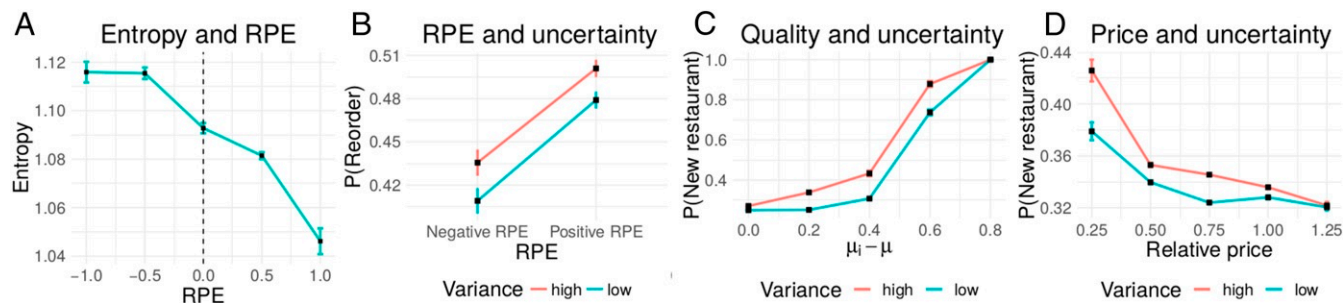 A
Entropy and RPE
Entropy
1.12
1.10
1.08
1.06
1.04
−1.0 −0.5 0.0 0.5 1.0
RPE
B
RPE and uncertainty
P(Reorder)
0.51
0.48
0.45
0.42
Negative RPE Positive RPE
RPE
Variance high low
C
Quality and uncertainty
P(New restaurant)
1.0
0.8
0.6
0.4
0.0 0.2 0.4 0.6 0.8
μi − μ
Variance high low
D
Price and uncertainty
P(New restaurant)
0.44
0.40
0.36
0.32
0.25 0.50 0.75 1.00 1.25
Relative price
Variance high low